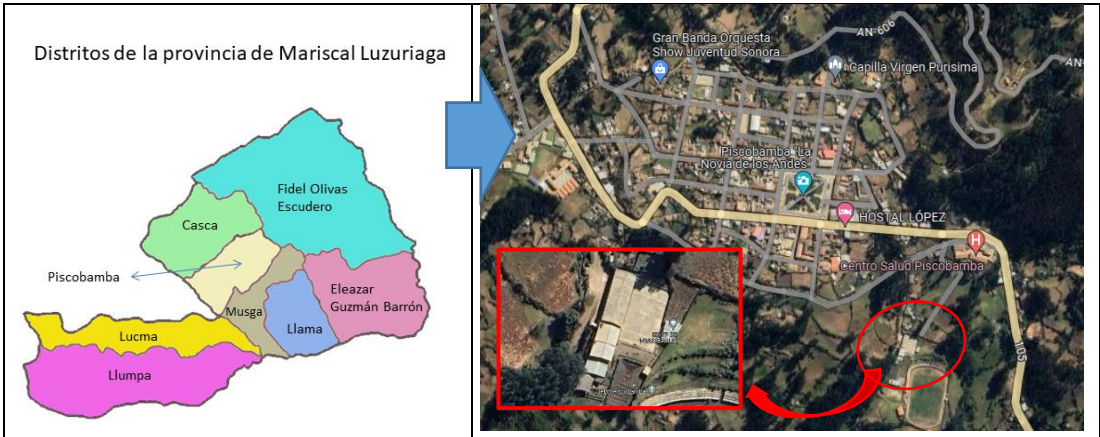 Distritos de la provincia de Mariscal Luzuriaga
Fidel Olivas
Escudero
Casca
Piscobamba
Eleazar
Guzmán Barrón
Musga
Llama
Lucma
Llumpa
Gran Banda Orquesta
Show Juventud Sonora...
AN-606
Capilla Virgen Purisima
AN-
Piscobamba "La
Novia de los Andes"
HOSTAL LÓPEZ
H
Centro Salud Piscobamba
105